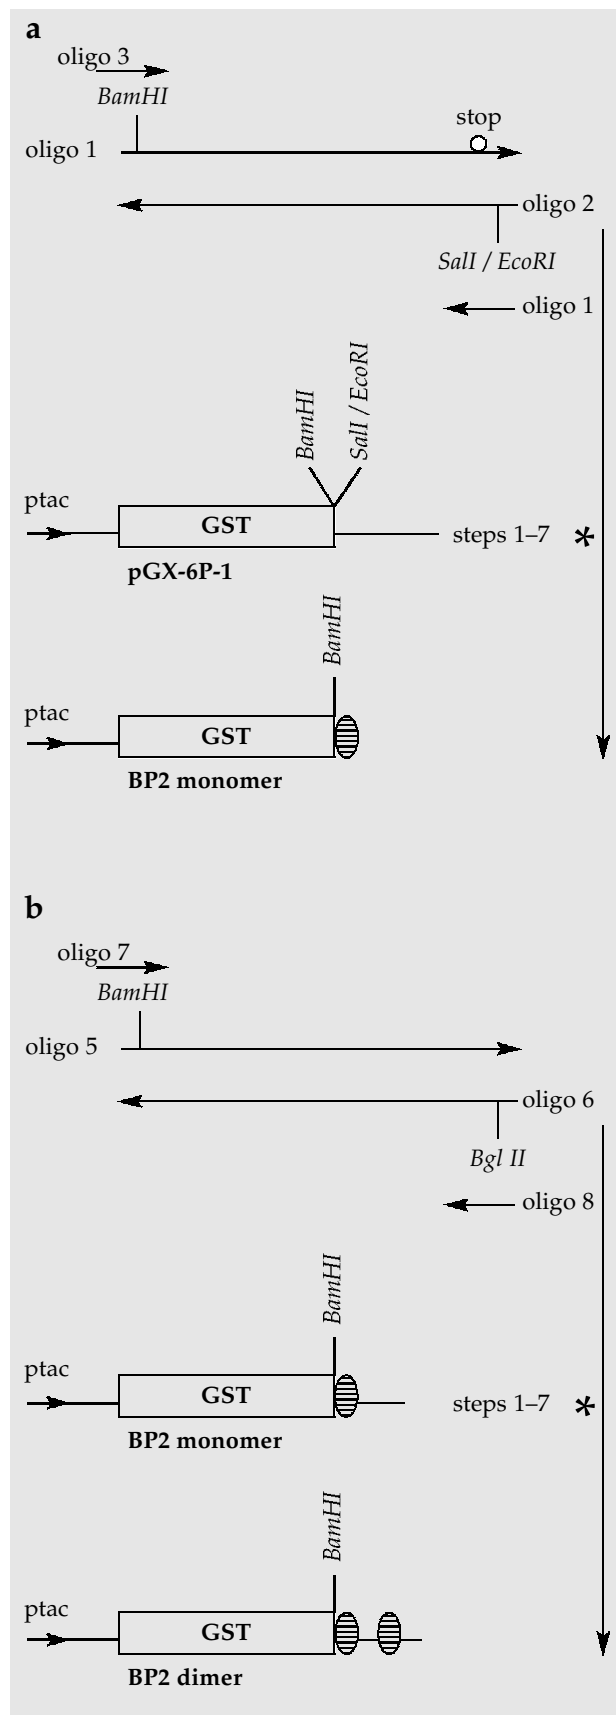 a
oligo 3
BamHI
stop
oligo 1
oligo 2
SalI / EcoRI
oligo 1
BamHI
SalI / EcoRI
ptac
GST
steps 1–7 *
pGX-6P-1
BamHI
ptac
GST
BP2 monomer
b
oligo 7
BamHI
oligo 5
oligo 6
Bgl II
oligo 8
BamHI
ptac
GST
steps 1–7 *
BP2 monomer
BamHI
ptac
GST
BP2 dimer